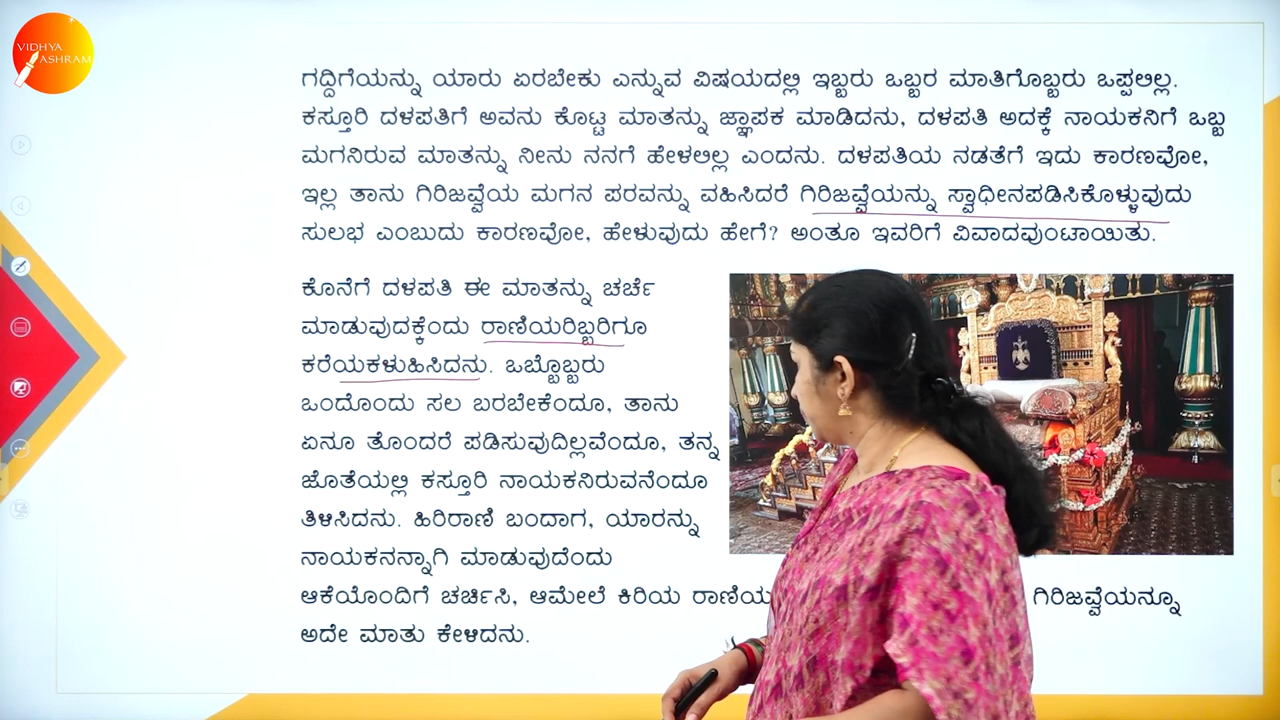 VIDHYA
ASHRAM
ಗದ್ದಿಗೆಯನ್ನು ಯಾರು ಏರಬೇಕು ಎನ್ನುವ ವಿಷಯದಲ್ಲಿ ಇಬ್ಬರು ಒಬ್ಬರ ಮಾತಿಗೊಬ್ಬರು ಒಪ್ಪಲಿಲ್ಲ.
ಕಸ್ತೂರಿ ದಳಪತಿಗೆ ಅವನು ಕೊಟ್ಟ ಮಾತನ್ನು ಜ್ಞಾಪಕ ಮಾಡಿದನು, ದಳಪತಿ ಅದಕ್ಕೆ ನಾಯಕನಿಗೆ ಒಬ್ಬ
ಮಗನಿರುವ ಮಾತನ್ನು ನೀನು ನನಗೆ ಹೇಳಲಿಲ್ಲ ಎಂದನು. ದಳಪತಿಯ ನಡತೆಗೆ ಇದು ಕಾರಣವೋ,
ಇಲ್ಲ ತಾನು ಗಿರಿಜವ್ವೆಯ ಮಗನ ಪರವನ್ನು ವಹಿಸಿದರೆ ಗಿರಿಜವ್ವೆಯನ್ನು ಸ್ವಾಧೀನಪಡಿಸಿಕೊಳ್ಳುವುದು
ಸುಲಭ ಎಂಬುದು ಕಾರಣವೋ, ಹೇಳುವುದು ಹೇಗೆ? ಅಂತೂ ಇವರಿಗೆ ವಿವಾದವುಂಟಾಯಿತು.
ಕೊನೆಗೆ ದಳಪತಿ ಈ ಮಾತನ್ನು ಚರ್ಚೆ
ಮಾಡುವುದಕ್ಕೆಂದು ರಾಣಿಯರಿಬ್ಬರಿಗೂ
ಕರೆಯಕಳುಹಿಸಿದನು. ಒಬ್ಬೊಬ್ಬರು
ಒಂದೊಂದು ಸಲ ಬರಬೇಕೆಂದೂ, ತಾನು
ಏನೂ ತೊಂದರೆ ಪಡಿಸುವುದಿಲ್ಲವೆಂದೂ, ತನ್ನ
ಜೊತೆಯಲ್ಲಿ ಕಸ್ತೂರಿ ನಾಯಕನಿರುವನೆಂದೂ
ತಿಳಿಸಿದನು. ಹಿರಿರಾಣಿ ಬಂದಾಗ, ಯಾರನ್ನು
ನಾಯಕನನ್ನಾಗಿ ಮಾಡುವುದೆಂದು
ಆಕೆಯೊಂದಿಗೆ ಚರ್ಚಿಸಿ, ಆಮೇಲೆ ಕಿರಿಯ ಗಿರಿಜವ್ವೆಯನ್ನೂ
ಅದೇ ಮಾತು ಕೇಳಿದನು.